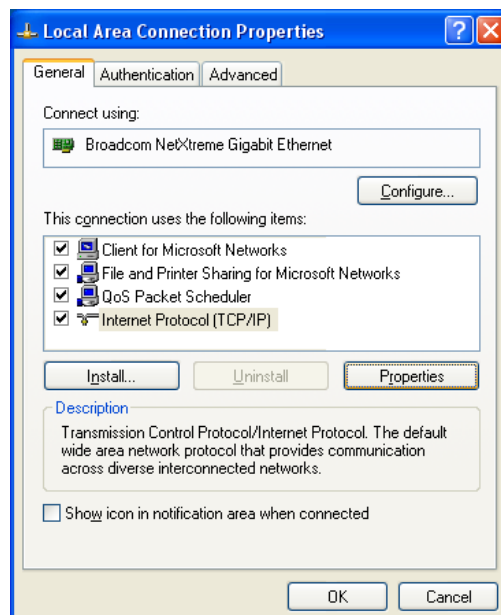 Local Area Connection Properties
General Authentication Advanced
Connect using:
Broadcom NetXtreme Gigabit Ethernet
Configure...
This connection uses the following items:
Client for Microsoft Networks
File and Printer Sharing for Microsoft Networks
QoS Packet Scheduler
Internet Protocol (TCP/IP)
Install... Uninstall Properties
Description
Transmission Control Protocol/Internet Protocol. The default
wide area network protocol that provides communication
across diverse interconnected networks.
Show icon in notification area when connected
OK Cancel